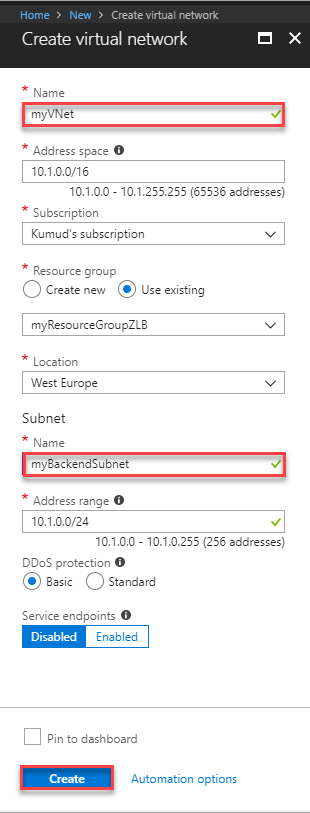 Home > New > Create virtual network
Create virtual network
* Name
myVNet
* Address space
10.1.0.0/16
10.1.0.0 - 10.1.255.255 (65536 addresses)
* Subscription
Kumud's subscription
* Resource group
Create new Use existing
myResourceGroupZLB
* Location
West Europe
Subnet
* Name
myBackendSubnet
* Address range
10.1.0.0/24
10.1.0.0 - 10.1.0.255 (256 addresses)
DDoS protection
Basic Standard
Service endpoints
Disabled Enabled
Pin to dashboard
Create Automation options